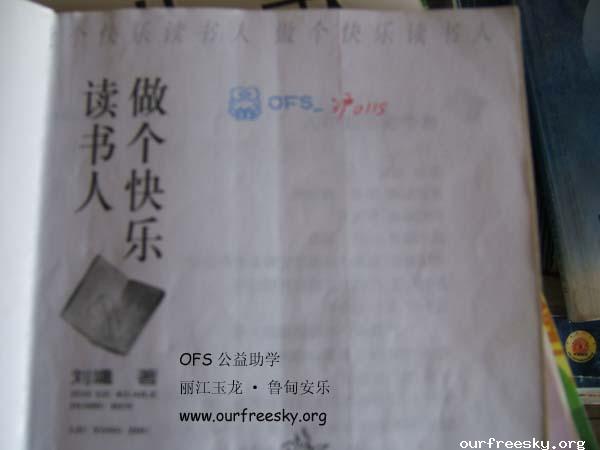 个快乐读书人 做个快乐读书人
做个快乐
读书人
OFS_沪0115
刘墉 著
OFS 公益助学
丽江玉龙·鲁甸安乐
www.ourfreesky.org
ourfreesky.org